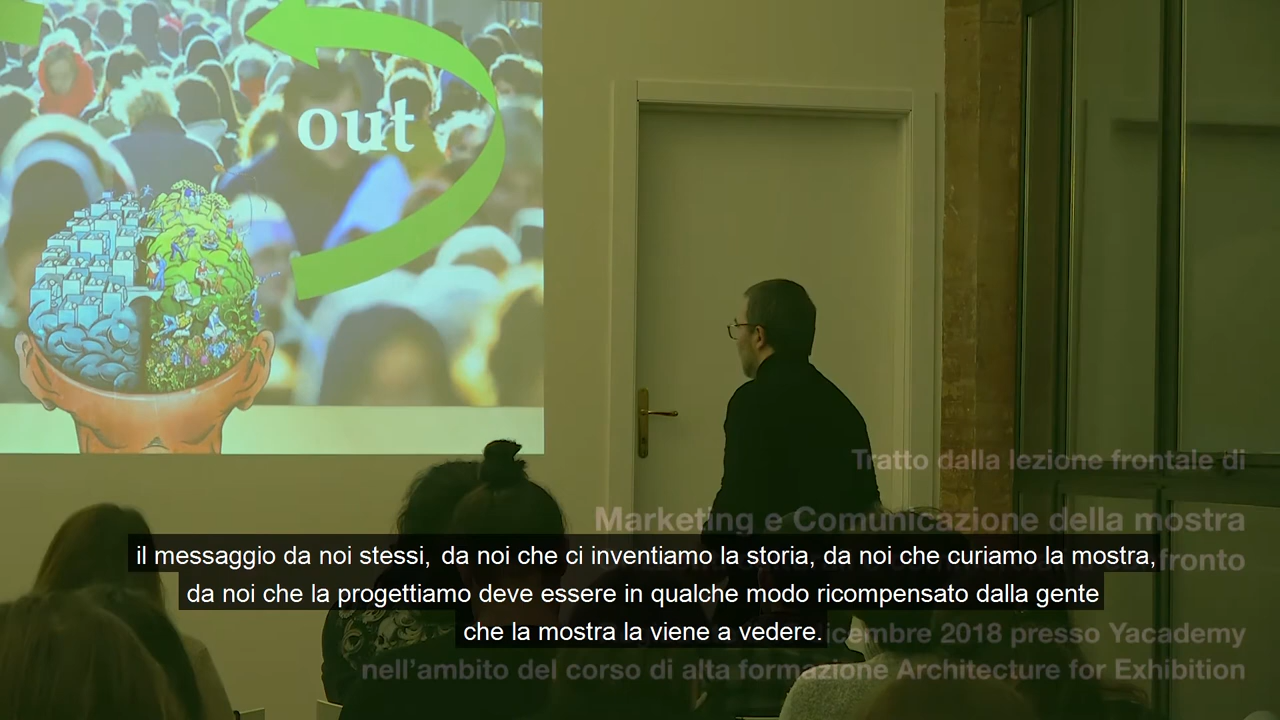 out
Tratto dalla lezione frontale di
Marketing e Comunicazione della mostra
fronto
il messaggio da noi stessi, da noi che ci inventiamo la storia, da noi che curiamo la mostra,
da noi che la progettiamo deve essere in qualche modo ricompensato dalla gente
che la mostra la viene a vedere.
icembre 2018 presso Yacademy
nell'ambito del corso di alta formazione Architecture for Exhibition